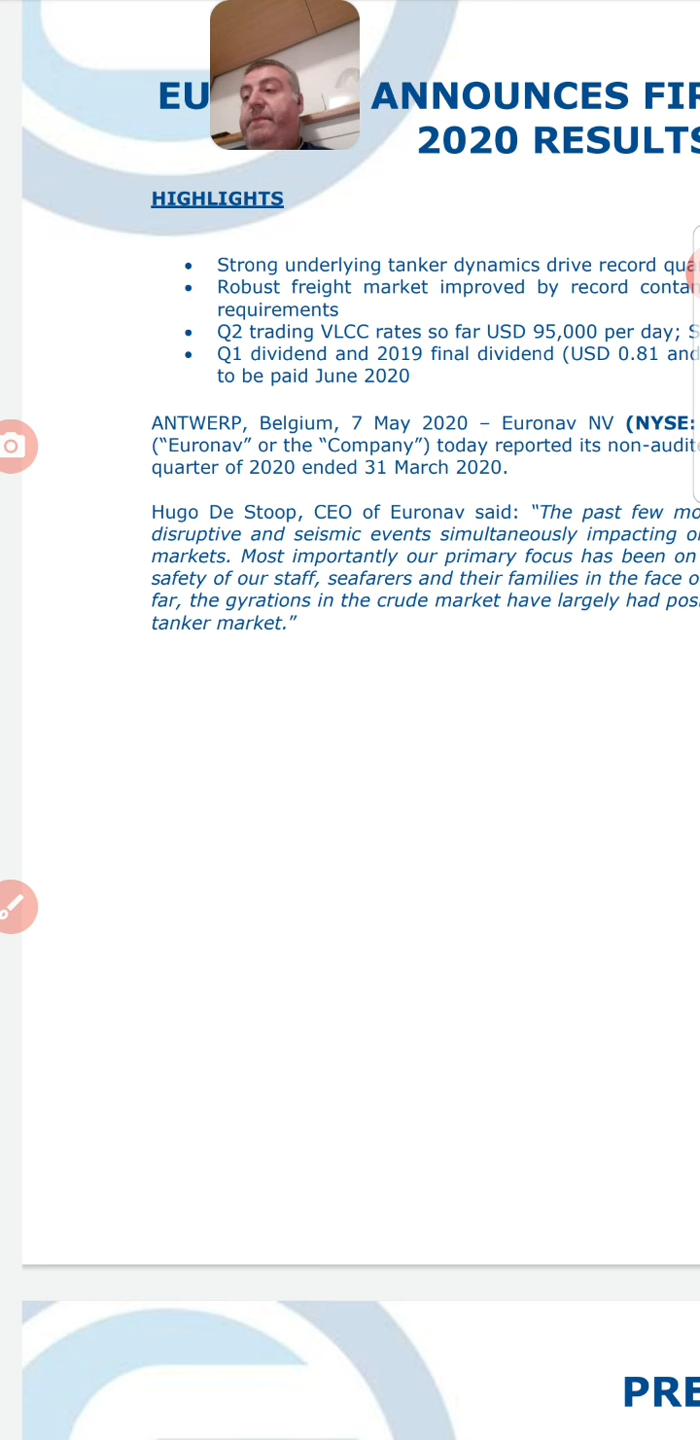 EU ANNOUNCES FIR
2020 RESULTS
HIGHLIGHTS
• Strong underlying tanker dynamics drive record qua
• Robust freight market improved by record contan
requirements
• Q2 trading VLCC rates so far USD 95,000 per day; S
• Q1 dividend and 2019 final dividend (USD 0.81 and
to be paid June 2020
ANTWERP, Belgium, 7 May 2020 – Euronav NV (NYSE:
(“Euronav” or the “Company”) today reported its non-audite
quarter of 2020 ended 31 March 2020.
Hugo De Stoop, CEO of Euronav said: “The past few mo
disruptive and seismic events simultaneously impacting o
markets. Most importantly our primary focus has been on
safety of our staff, seafarers and their families in the face o
far, the gyrations in the crude market have largely had posi
tanker market.”
PRE